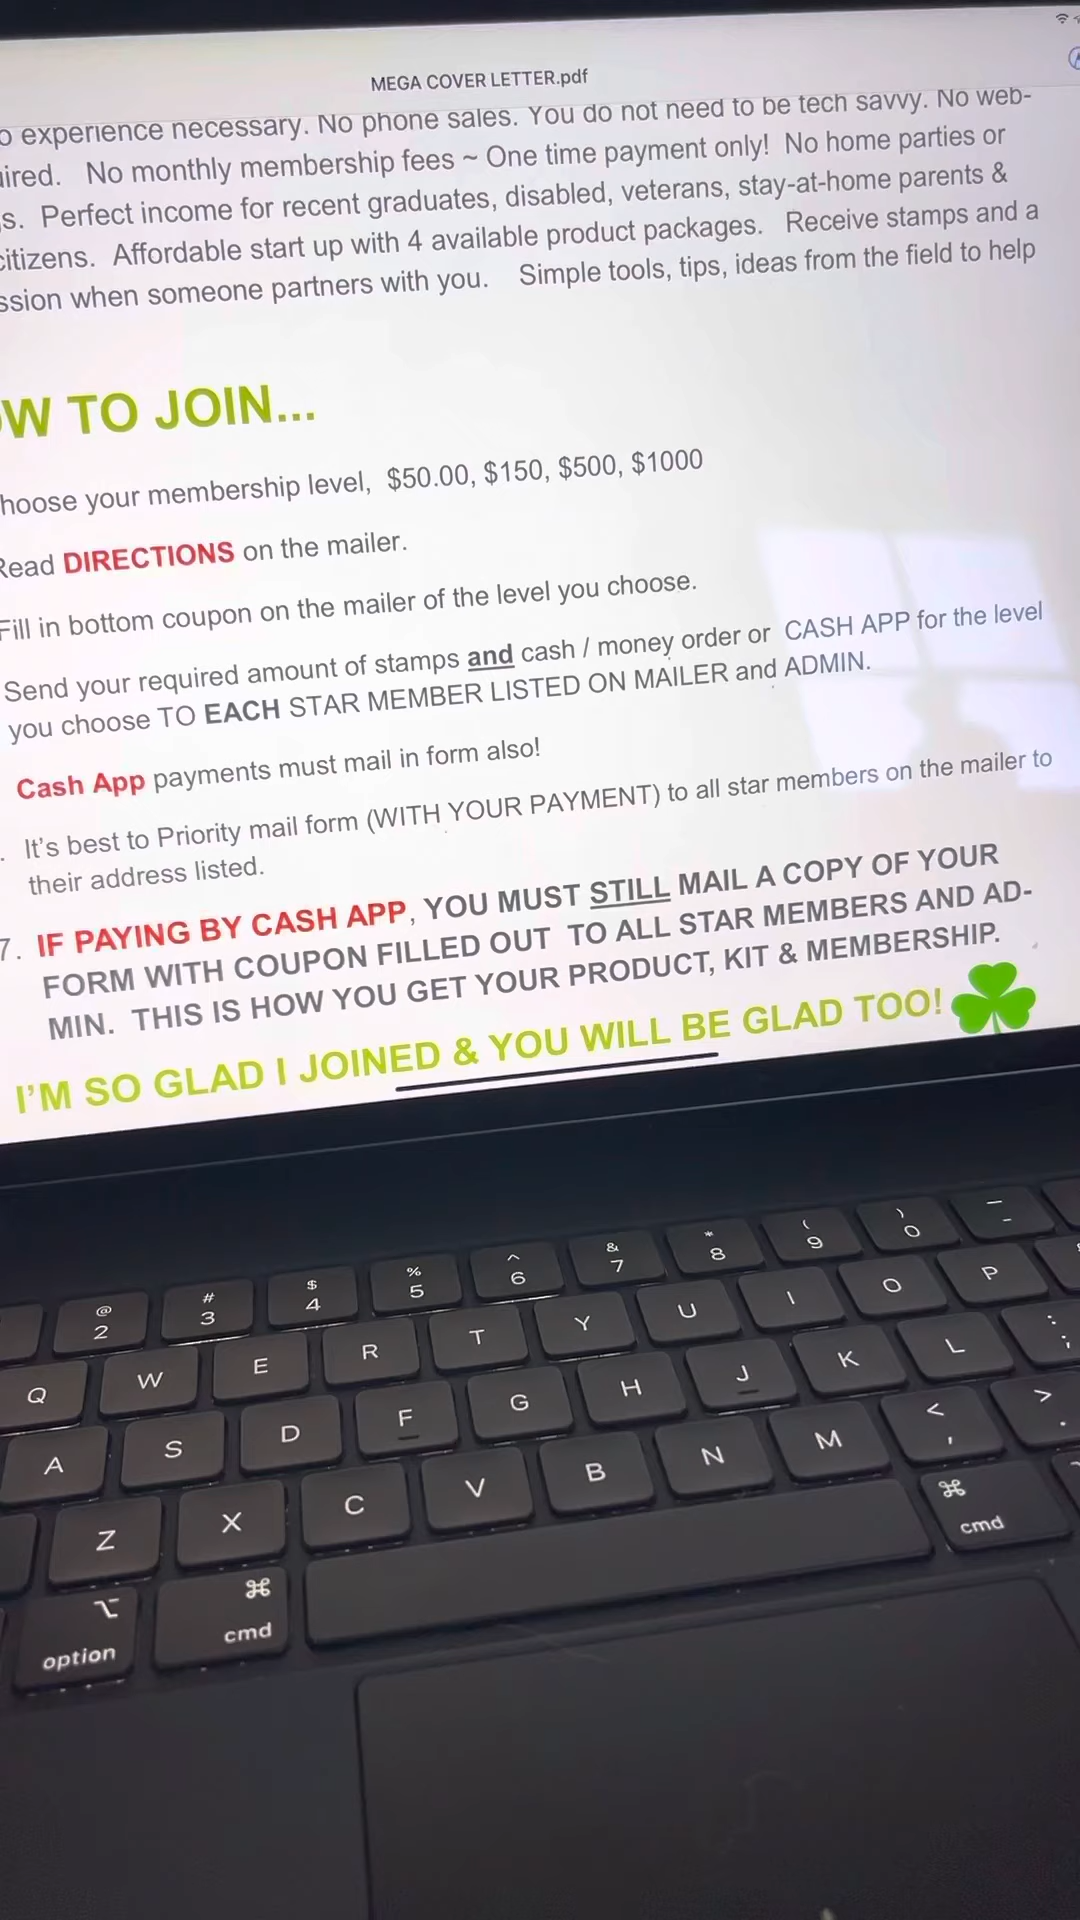 MEGA COVER LETTER.pdf
experience necessary. No phone sales. You do not need to be tech savvy. No web-
No monthly membership fees ~ One time payment only! No home parties or
Perfect income for recent graduates, disabled, veterans, stay-at-home parents &
Affordable start up with 4 available product packages. Receive stamps and a
when someone partners with you. Simple tools, tips, ideas from the field to help
W TO JOIN...
hoose your membership level, $50.00, $150, $500, $1000
Read DIRECTIONS on the mailer.
Fill in bottom coupon on the mailer of the level you choose.
Send your required amount of stamps and cash / money order or CASH APP for the level
you choose TO EACH STAR MEMBER LISTED ON MAILER and ADMIN.
Cash App payments must mail in form also!
. It's best to Priority mail form (WITH YOUR PAYMENT) to all star members on the mailer to
their address listed.
7. IF PAYING BY CASH APP, YOU MUST STILL MAIL A COPY OF YOUR
FORM WITH COUPON FILLED OUT TO ALL STAR MEMBERS AND AD-
MIN. THIS IS HOW YOU GET YOUR PRODUCT, KIT & MEMBERSHIP.
I'M SO GLAD I JOINED & YOU WILL BE GLAD TOO!
@ # $ % ^ & * ( ) _
2 3 4 5 6 7 8 9 0 -
Q W E R T Y U I O P : ;
A S D F G H J K L
Z X C V B N M < , > .
option ⌥ cmd ⌘ ⌘ cmd